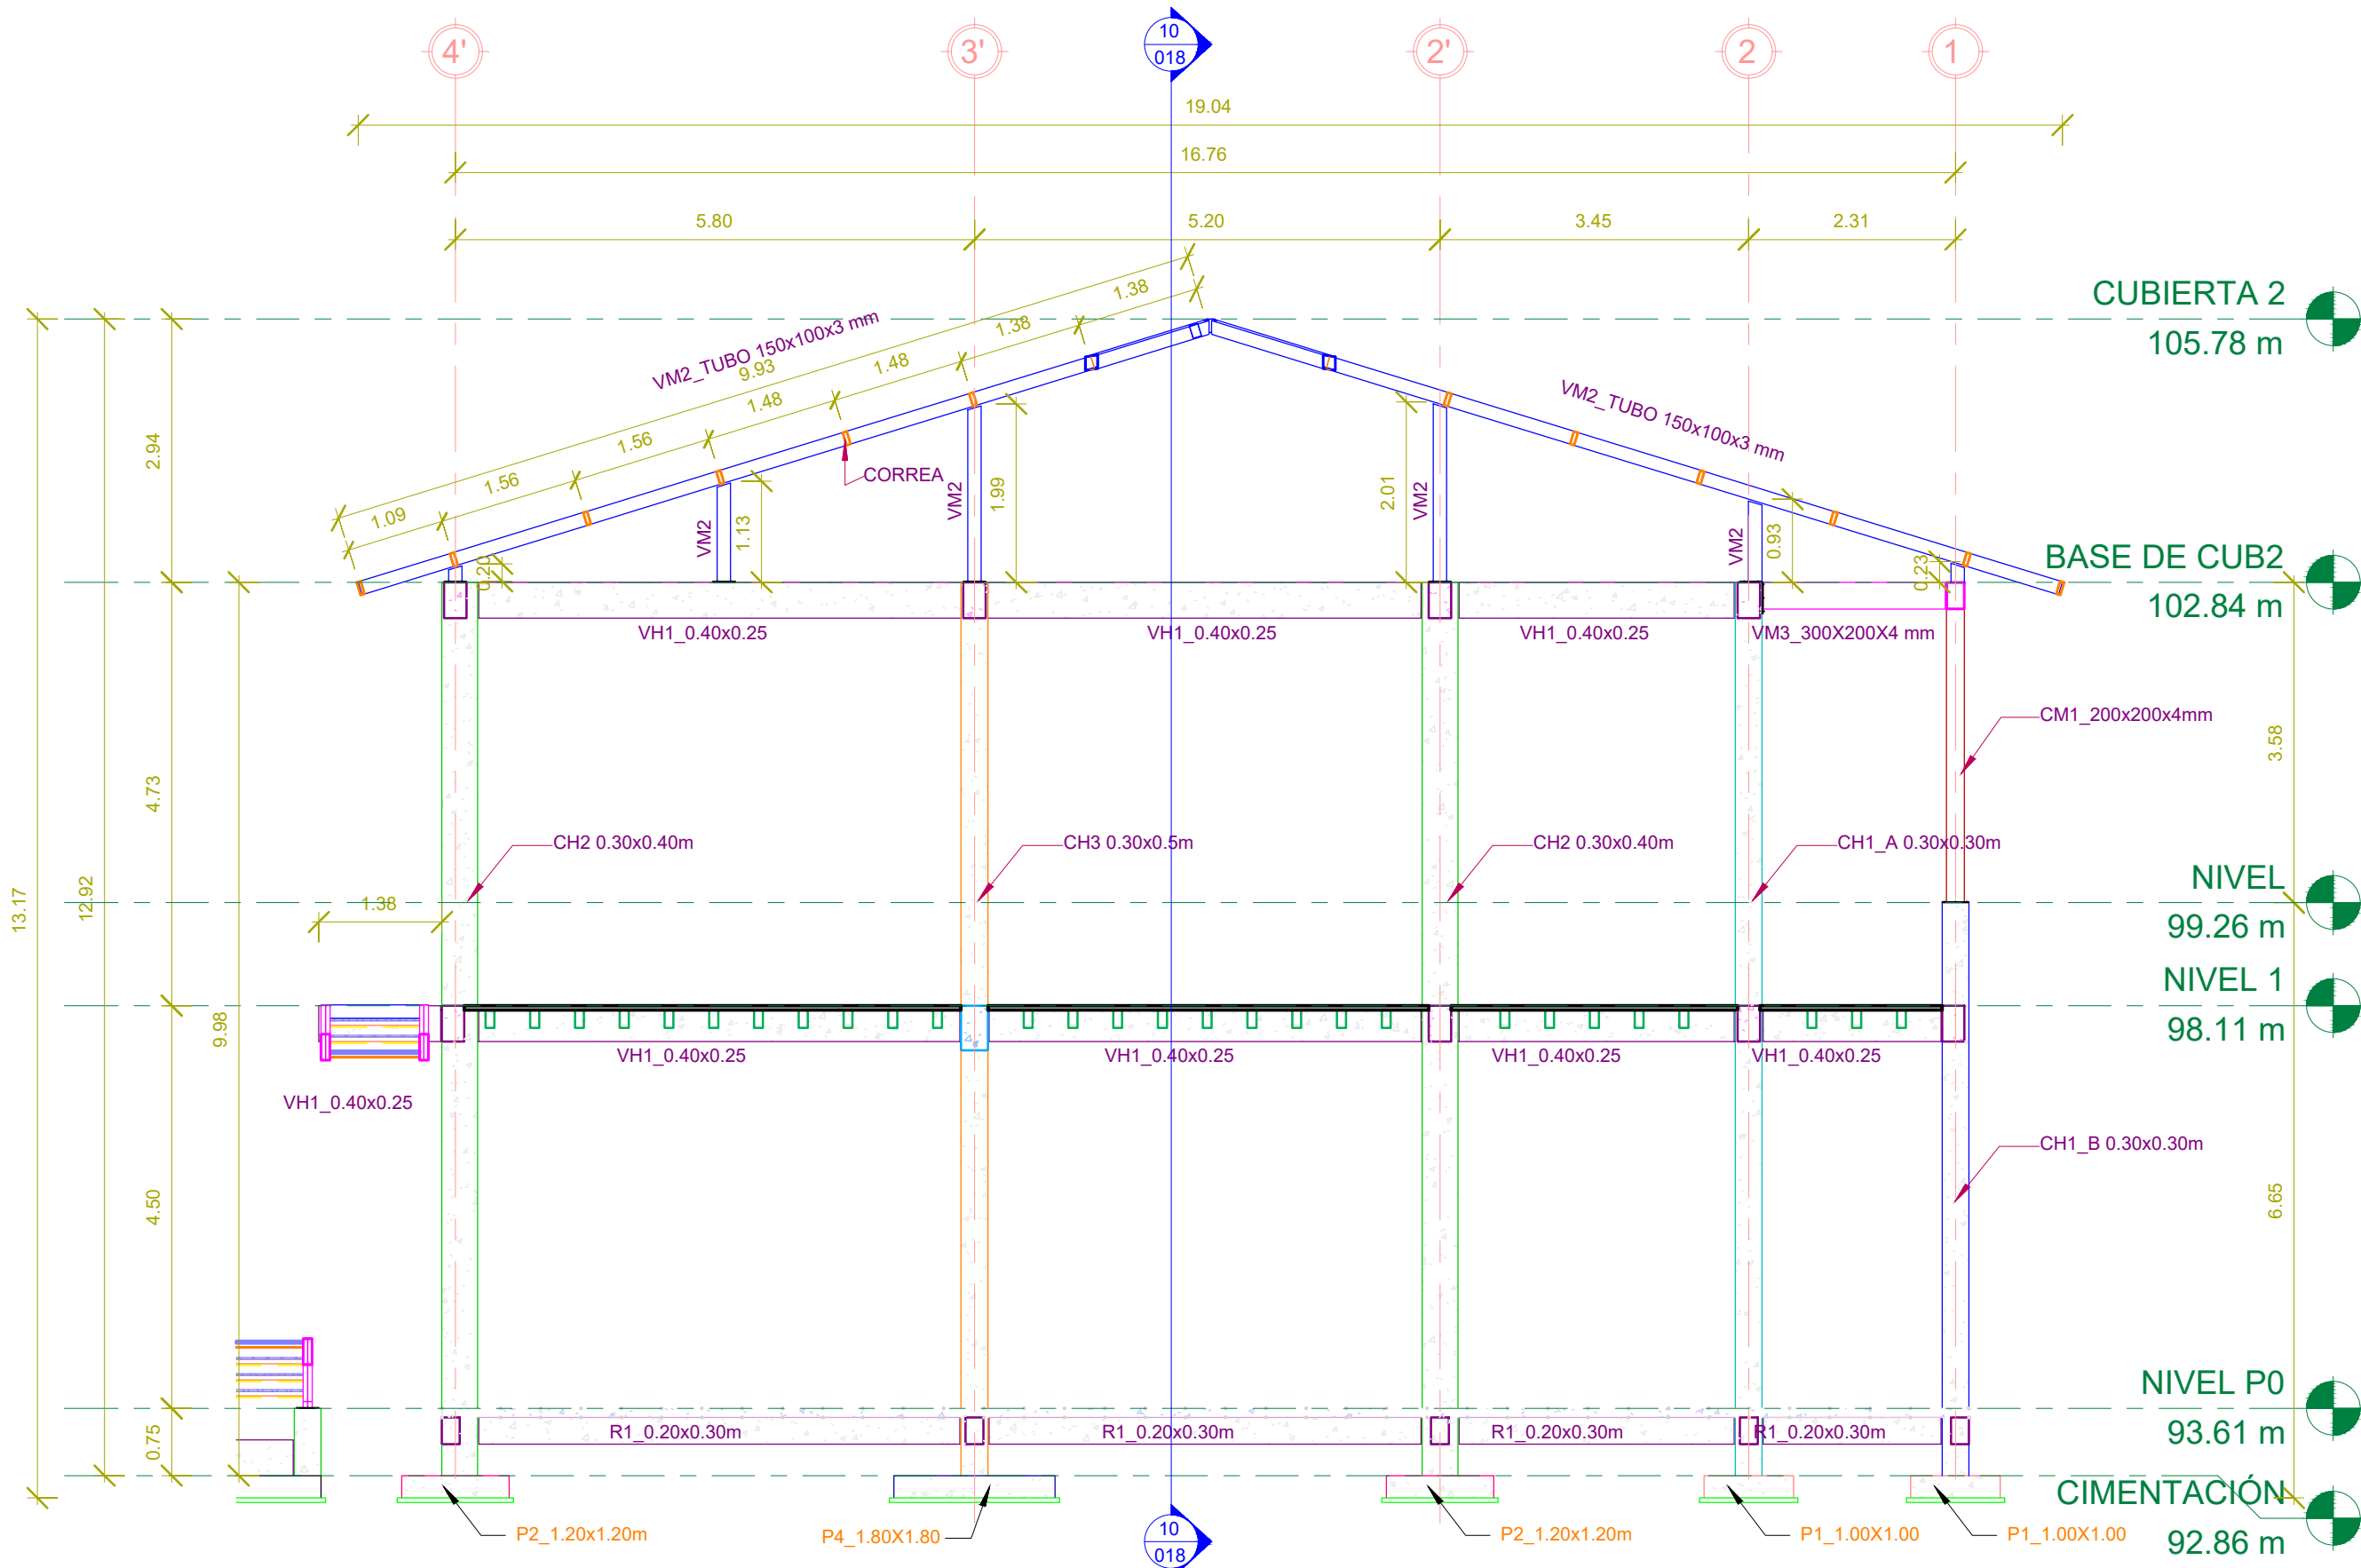 4'
3'
10
018
2'
2
1
19.04
16.76
5.80
5.20
3.45
2.31
CUBIERTA 2
105.78 m
VM2_TUBO 150x100x3 mm
9.93
1.38
1.38
1.48
1.48
1.56
1.56
1.09
VM2_TUBO 150x100x3 mm
CORREA
VM2
1.13
VM2
1.99
2.01
VM2
VM2
0.93
0.20
0.23
2.94
BASE DE CUB2
102.84 m
VH1_0.40x0.25
VH1_0.40x0.25
VH1_0.40x0.25
VM3_300X200X4 mm
CM1_200x200x4mm
3.58
4.73
CH2 0.30x0.40m
CH3 0.30x0.5m
CH2 0.30x0.40m
CH1_A 0.30x0.30m
13.17
12.92
1.38
NIVEL
99.26 m
NIVEL 1
98.11 m
9.98
VH1_0.40x0.25
VH1_0.40x0.25
VH1_0.40x0.25
VH1_0.40x0.25
VH1_0.40x0.25
CH1_B 0.30x0.30m
4.50
6.65
NIVEL P0
93.61 m
0.75
R1_0.20x0.30m
R1_0.20x0.30m
R1_0.20x0.30m
R1_0.20x0.30m
CIMENTACIÓN
92.86 m
P2_1.20x1.20m
P4_1.80X1.80
10
018
P2_1.20x1.20m
P1_1.00X1.00
P1_1.00X1.00